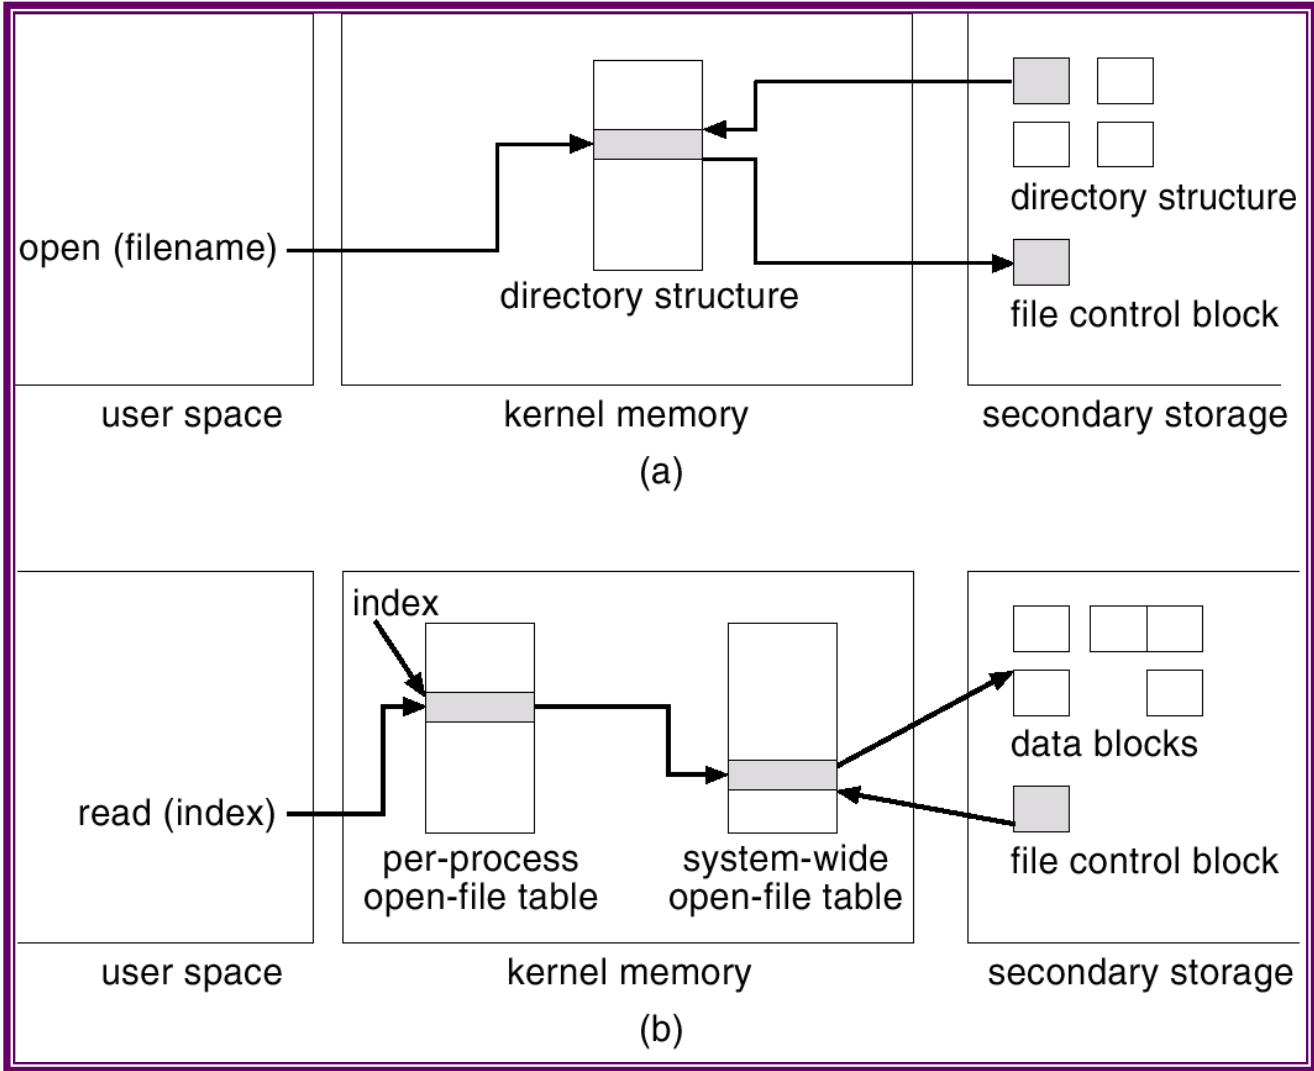 open (filename)
directory structure
directory structure
file control block
user space
kernel memory
secondary storage
(a)
index
read (index)
per-process
open-file table
system-wide
open-file table
data blocks
file control block
user space
kernel memory
secondary storage
(b)